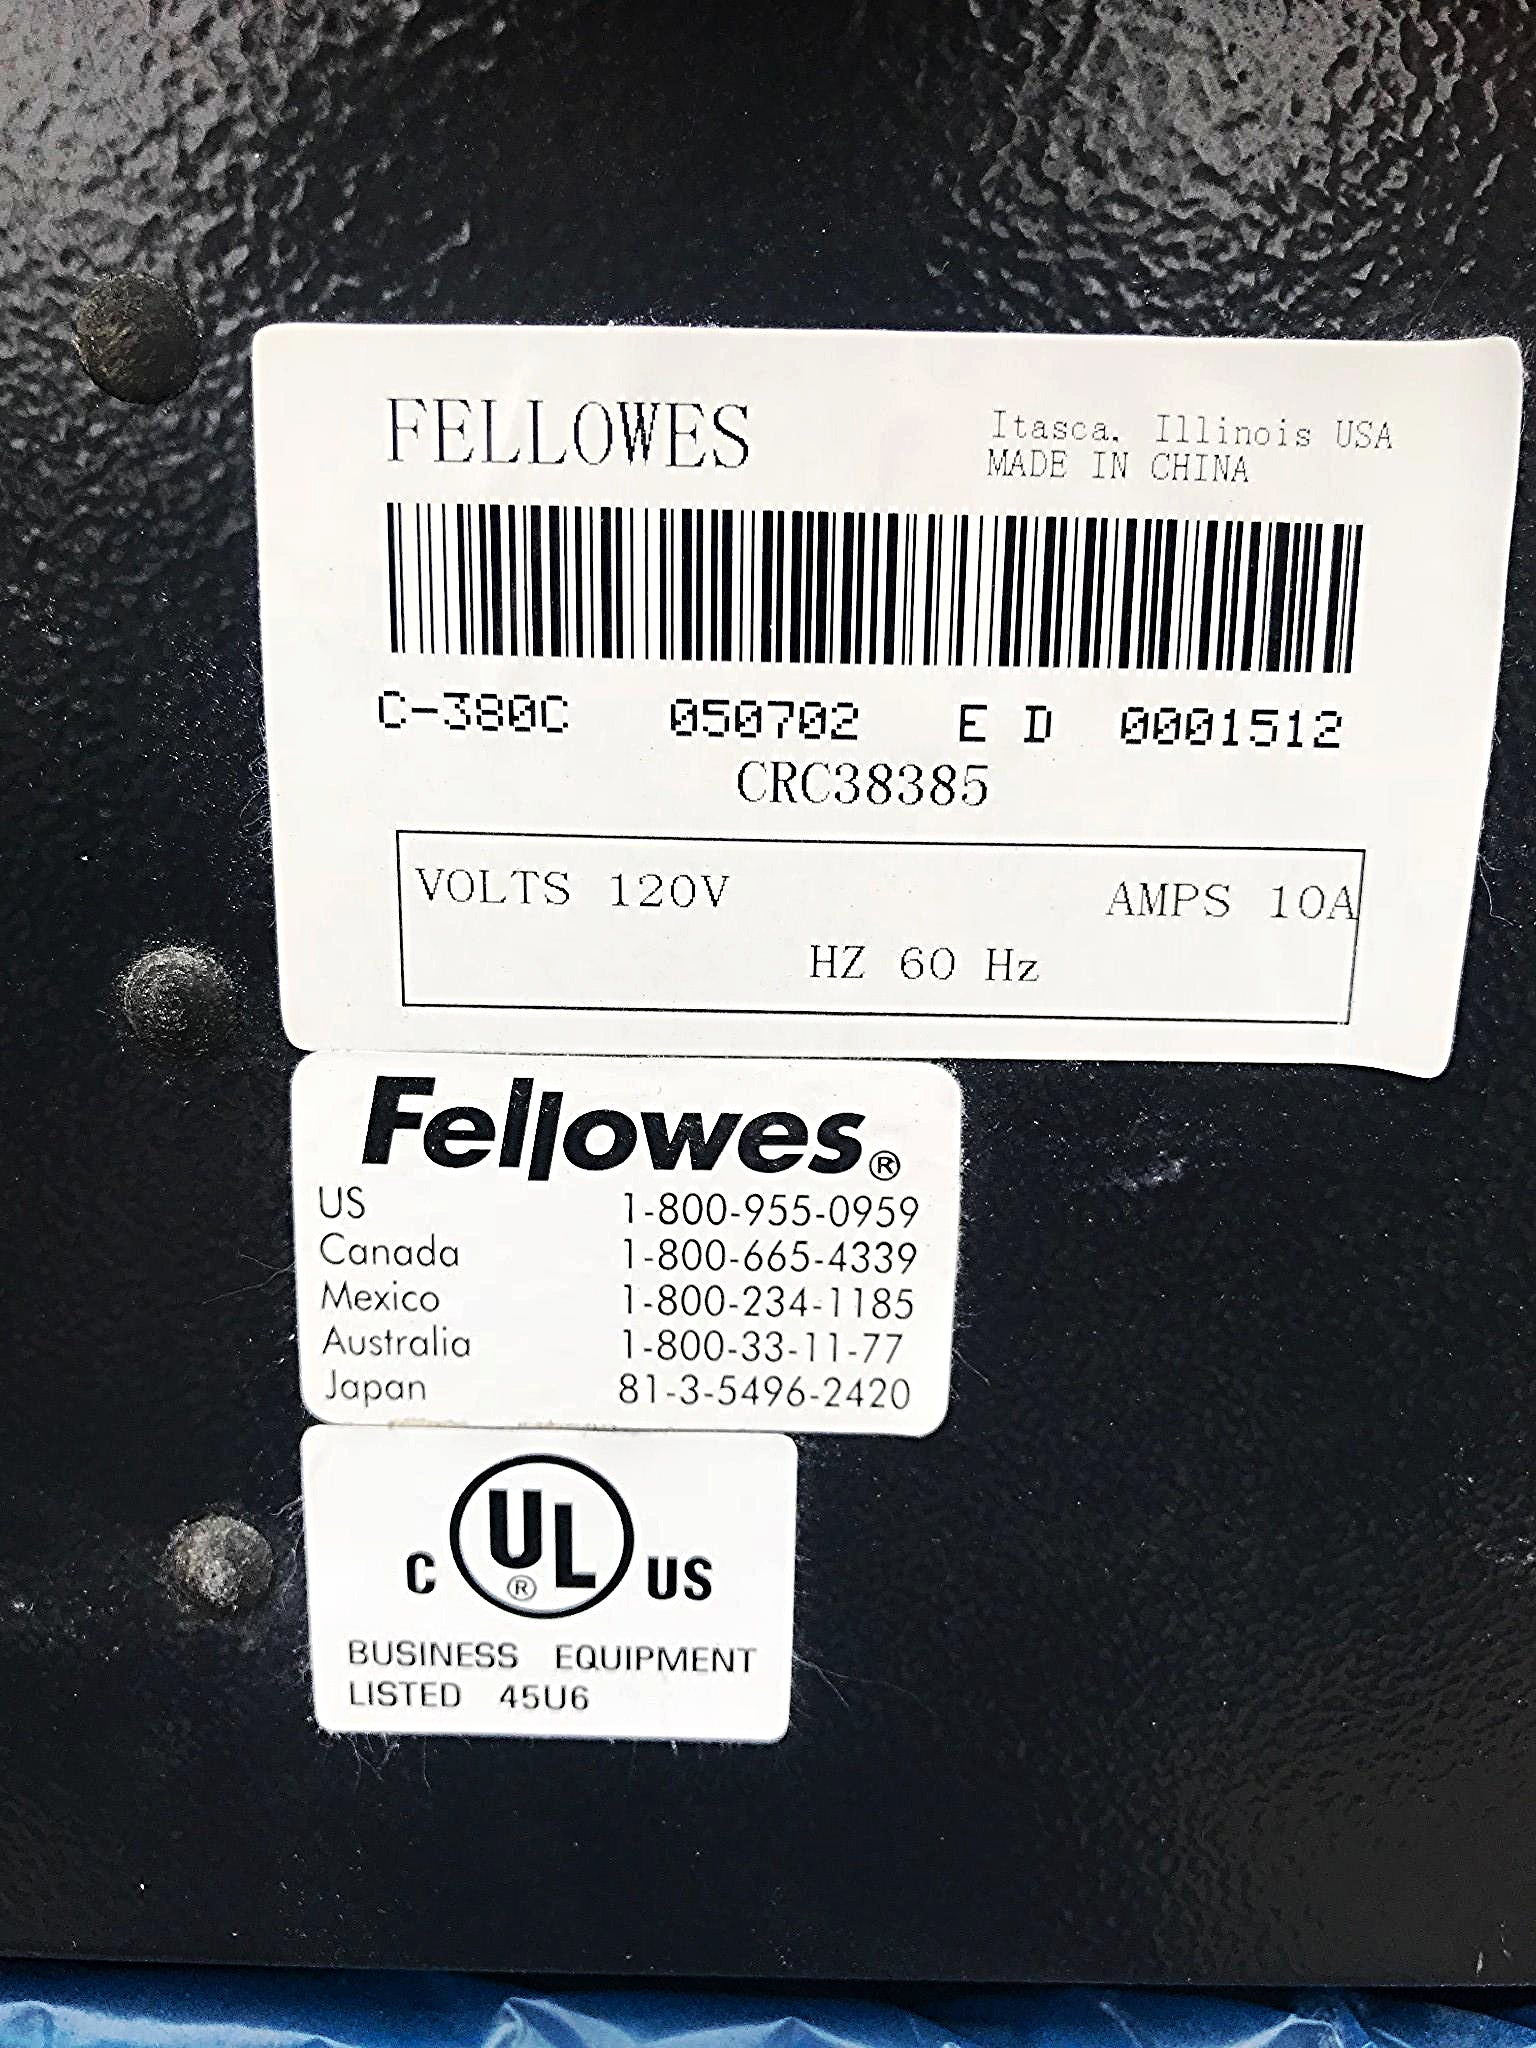 FELLOWES
Itasca, Illinois USA
MADE IN CHINA
C-380C 050702 E D 0001512
CRC38385
VOLTS 120V AMPS 10A
HZ 60 Hz
Fellowes®
US 1-800-955-0959
Canada 1-800-665-4339
Mexico 1-800-234-1185
Australia 1-800-33-11-77
Japan 81-3-5496-2420
C UL® US
BUSINESS EQUIPMENT
LISTED 45U6